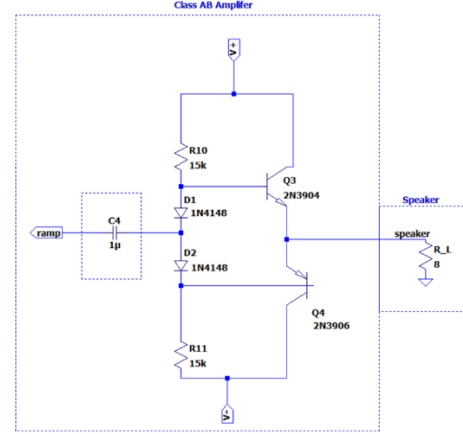 Class AB Amplifer
V+
R10
15k
Q3
2N3904
D1
1N4148
Speaker
C4
1µ
ramp
speaker
R_L
8
D2
1N4148
Q4
2N3906
R11
15k
V-